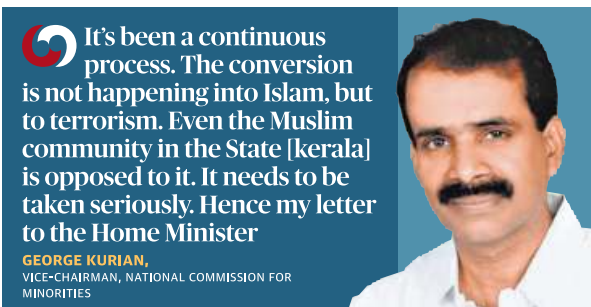 It’s been a continuous
process. The conversion
is not happening into Islam, but
to terrorism. Even the Muslim
community in the State [kerala]
is opposed to it. It needs to be
taken seriously. Hence my letter
to the Home Minister
GEORGE KURIAN,
VICE-CHAIRMAN, NATIONAL COMMISSION FOR
MINORITIES